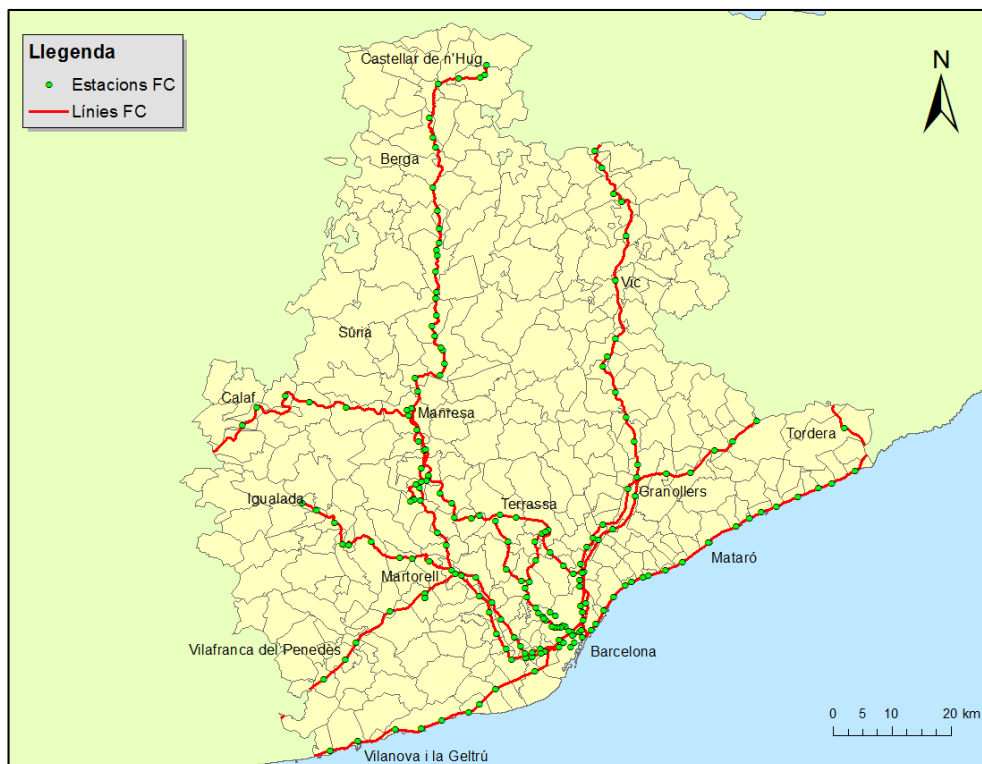 Llegenda
Estacions FC
Línies FC
Castellar de n'Hug
N
Berga
Vic
Súria
Calaf
Manresa
Tordera
Igualada
Terrassa
Granollers
Mataró
Martorell
Vilafranca del Penedès
Barcelona
0 5 10 20 km
Vilanova i la Geltrú